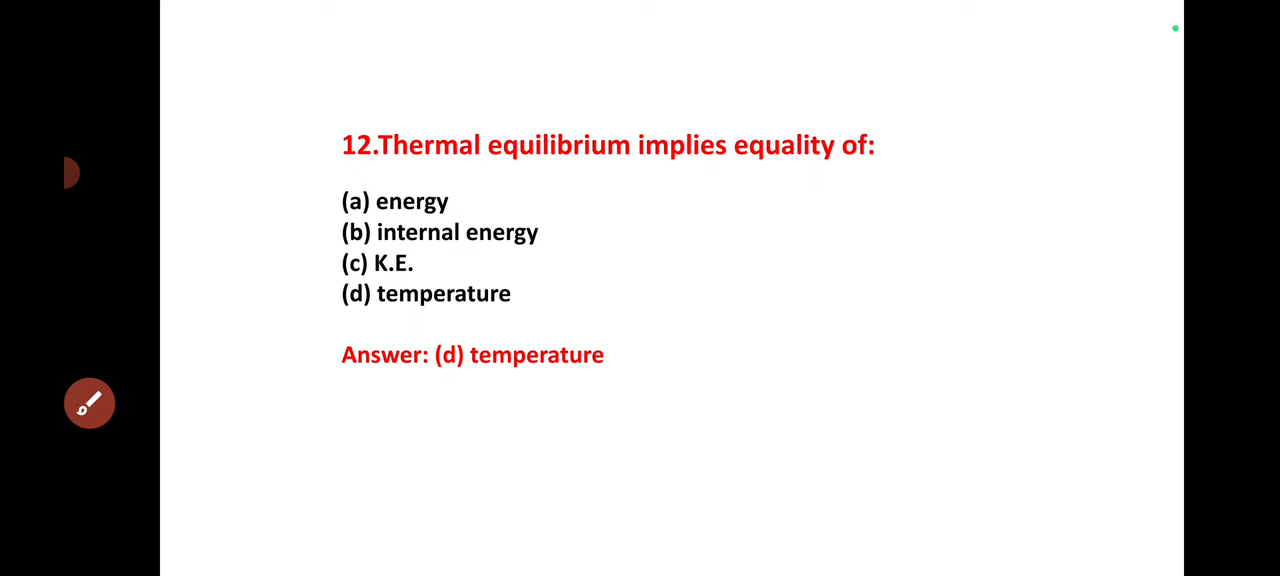 12.Thermal equilibrium implies equality of:
(a) energy
(b) internal energy
(c) K.E.
(d) temperature
Answer: (d) temperature